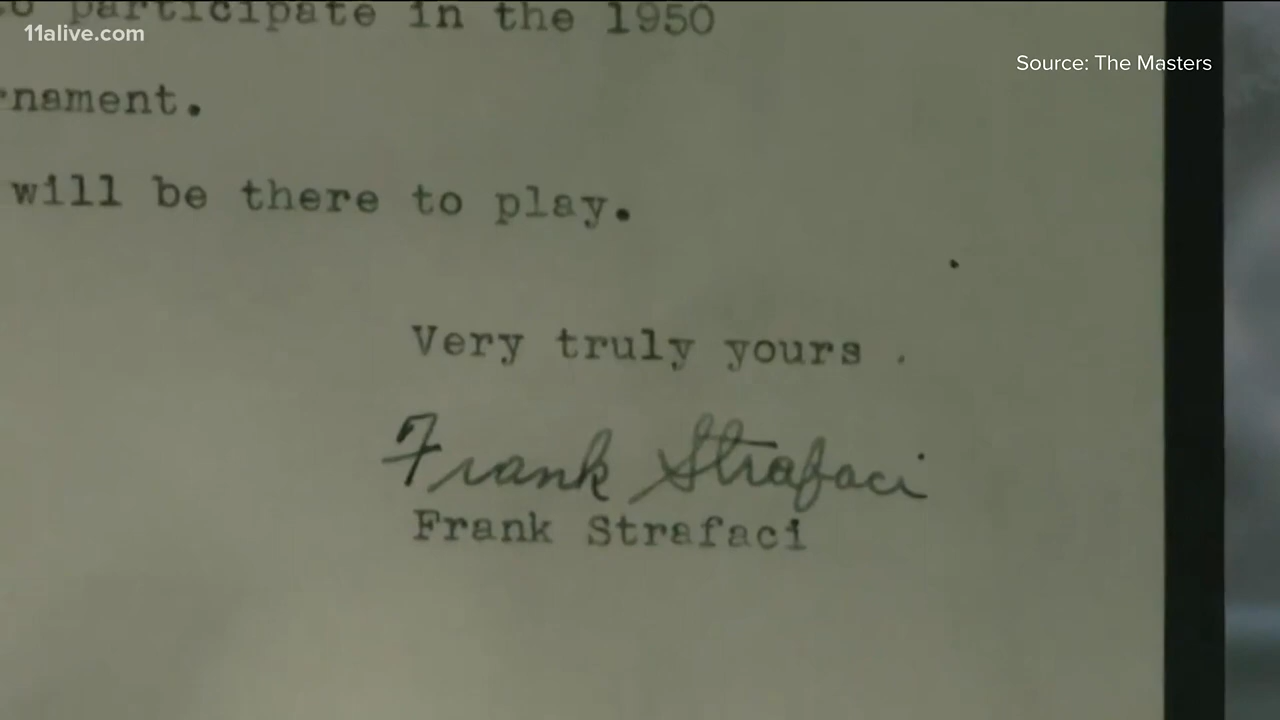 11alive.com
Source: The Masters
to participate in the 1950
rnament.
will be there to play.
Very truly yours .
Frank Strafaci
Frank Strafaci